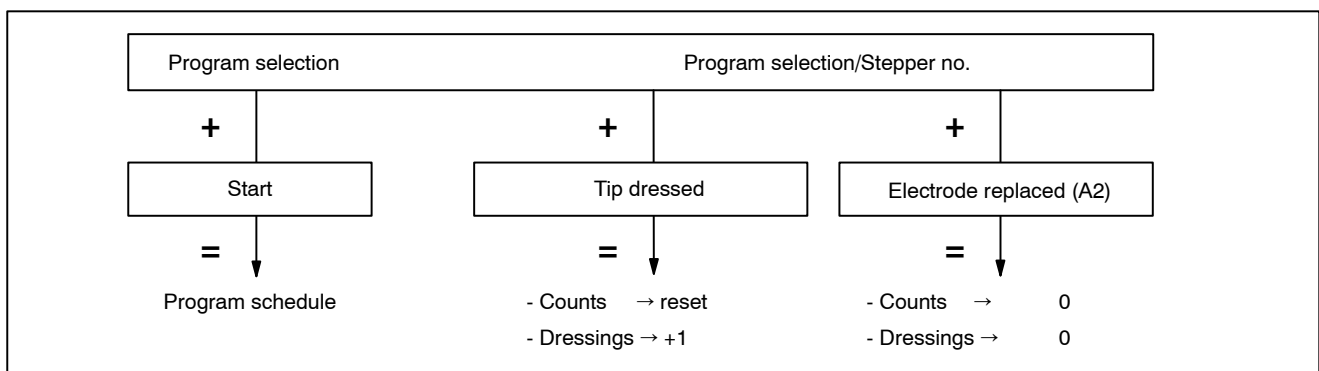 Program selection Program selection/Stepper no.
+ + +
Start Tip dressed Electrode replaced (A2)
= = =
Program schedule - Counts → reset - Counts → 0
- Dressings → +1 - Dressings → 0